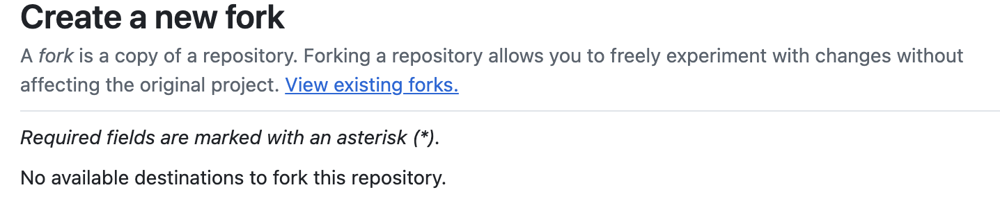 Create a new fork
A fork is a copy of a repository. Forking a repository allows you to freely experiment with changes without
affecting the original project. View existing forks.
Required fields are marked with an asterisk (*).
No available destinations to fork this repository.